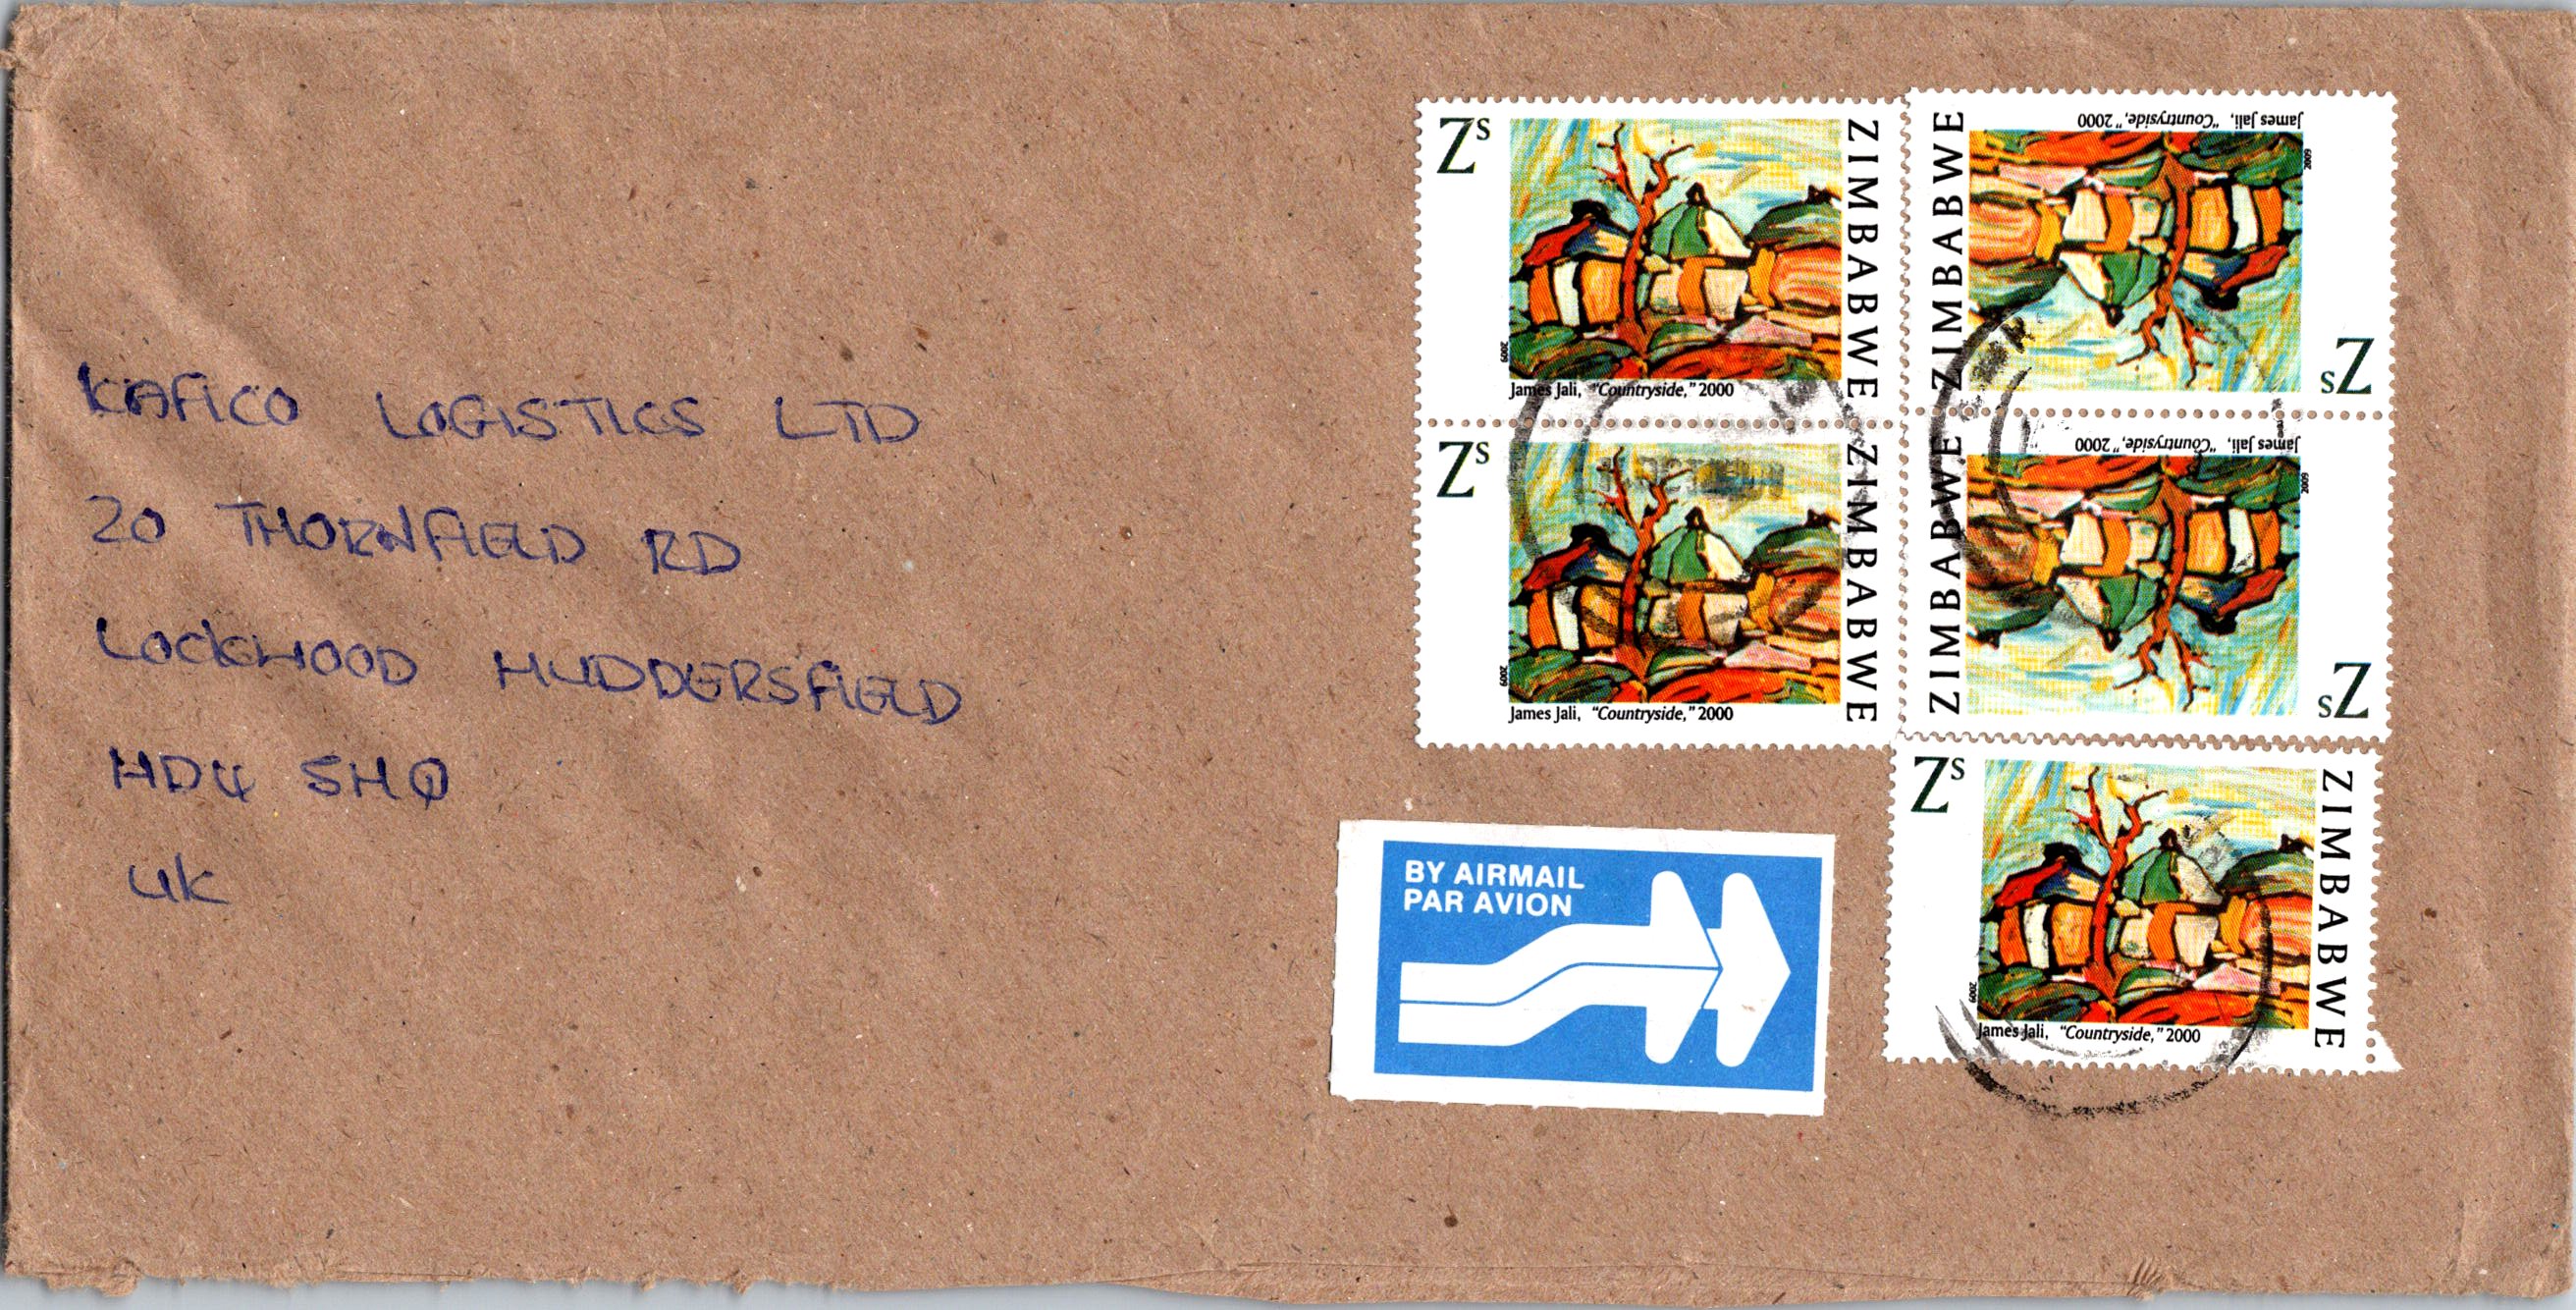 KAFICO LOGISTICS LTD
20 THORNFIELD RD
LOCKWOOD HUDDERSFIELD
HD4 5HQ
UK
Zs
ZIMBABWE
2009
James Jali, "Countryside," 2000
Zs
ZIMBABWE
2009
James Jali, "Countryside," 2000
James Jali, "Countryside," 2000
2009
ZIMBABWE
Zs
James Jali, "Countryside," 2000
2009
ZIMBABWE
Zs
Zs
ZIMBABWE
2009
James Jali, "Countryside," 2000
BY AIRMAIL
PAR AVION